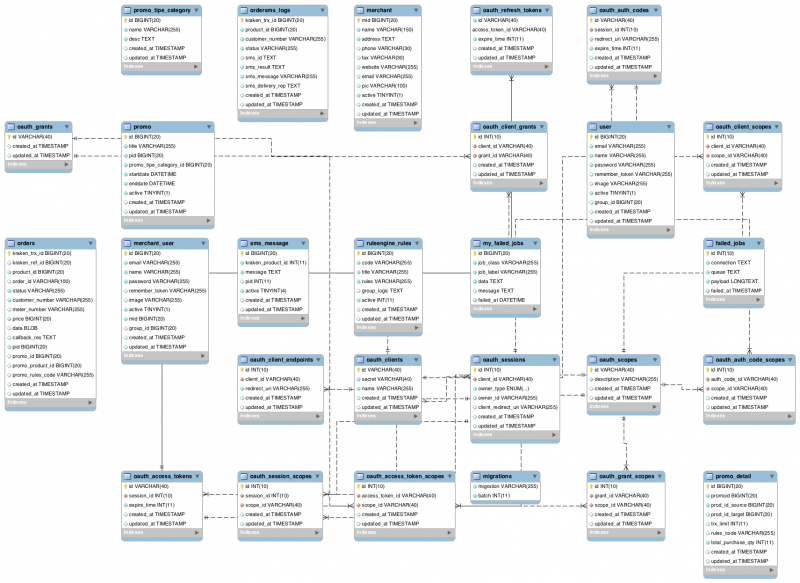 promo_tipe_category
id BIGINT(20)
name VARCHAR(255)
desc TEXT
created_at TIMESTAMP
updated_at TIMESTAMP
Indexes
ordersms_logs
kraken_trx_id BIGINT(20)
product_id BIGINT(20)
customer_number VARCHAR(255)
status VARCHAR(255)
sms_id TEXT
sms_result TEXT
sms_message VARCHAR(255)
sms_delivery_rep TEXT
created_at TIMESTAMP
updated_at TIMESTAMP
Indexes
merchant
mid BIGINT(20)
name VARCHAR(150)
address TEXT
phone VARCHAR(30)
fax VARCHAR(30)
website VARCHAR(255)
email VARCHAR(255)
pic VARCHAR(100)
active TINYINT(1)
created_at TIMESTAMP
updated_at TIMESTAMP
Indexes
oauth_refresh_tokens
id VARCHAR(40)
access_token_id VARCHAR(40)
expire_time INT(11)
created_at TIMESTAMP
updated_at TIMESTAMP
Indexes
oauth_auth_codes
id VARCHAR(40)
session_id INT(10)
redirect_uri VARCHAR(255)
expire_time INT(11)
created_at TIMESTAMP
updated_at TIMESTAMP
Indexes
oauth_grants
id VARCHAR(40)
created_at TIMESTAMP
updated_at TIMESTAMP
Indexes
promo
id BIGINT(20)
title VARCHAR(255)
pid BIGINT(20)
promo_tipe_category_id BIGINT(20)
startdate DATETIME
enddate DATETIME
active TINYINT(1)
created_at TIMESTAMP
updated_at TIMESTAMP
oauth_client_grants
id INT(10)
client_id VARCHAR(40)
grant_id VARCHAR(40)
created_at TIMESTAMP
updated_at TIMESTAMP
Indexes
user
id BIGINT(20)
email VARCHAR(255)
name VARCHAR(255)
password VARCHAR(255)
remember_token VARCHAR(255)
image VARCHAR(255)
active TINYINT(1)
group_id BIGINT(20)
created_at TIMESTAMP
updated_at TIMESTAMP
Indexes
oauth_client_scopes
id INT(10)
client_id VARCHAR(40)
scope_id VARCHAR(40)
created_at TIMESTAMP
updated_at TIMESTAMP
Indexes
orders
kraken_trx_id BIGINT(20)
kraken_ref_id BIGINT(20)
product_id BIGINT(20)
order_id VARCHAR(100)
status VARCHAR(255)
customer_number VARCHAR(255)
meter_number VARCHAR(255)
price BIGINT(20)
data BLOB
callback_res TEXT
pid BIGINT(20)
promo_id BIGINT(20)
promo_product_id BIGINT(20)
promo_rules_code VARCHAR(255)
created_at TIMESTAMP
updated_at TIMESTAMP
Indexes
merchant_user
id BIGINT(20)
email VARCHAR(255)
name VARCHAR(255)
password VARCHAR(255)
remember_token VARCHAR(255)
image VARCHAR(255)
active TINYINT(1)
mid BIGINT(20)
group_id BIGINT(20)
created_at TIMESTAMP
updated_at TIMESTAMP
Indexes
sms_message
id BIGINT(20)
kraken_product_id INT(11)
message TEXT
pid INT(11)
active TINYINT(4)
created_at TIMESTAMP
updated_at TIMESTAMP
Indexes
ruleengine_rules
id BIGINT(20)
code VARCHAR(255)
title VARCHAR(255)
rules VARCHAR(255)
group_logic TEXT
active INT(11)
created_at TIMESTAMP
updated_at TIMESTAMP
Indexes
my_failed_jobs
id BIGINT(20)
job_class VARCHAR(255)
job_label VARCHAR(255)
data TEXT
message TEXT
failed_at DATETIME
Indexes
failed_jobs
id INT(10)
connection TEXT
queue TEXT
payload LONGTEXT
failed_at TIMESTAMP
Indexes
oauth_client_endpoints
id INT(10)
client_id VARCHAR(40)
redirect_uri VARCHAR(255)
created_at TIMESTAMP
updated_at TIMESTAMP
Indexes
oauth_clients
id VARCHAR(40)
secret VARCHAR(40)
name VARCHAR(255)
created_at TIMESTAMP
updated_at TIMESTAMP
Indexes
oauth_sessions
id INT(10)
client_id VARCHAR(40)
owner_type ENUM(...)
owner_id VARCHAR(255)
client_redirect_uri VARCHAR(255)
created_at TIMESTAMP
updated_at TIMESTAMP
Indexes
oauth_scopes
id VARCHAR(40)
description VARCHAR(255)
created_at TIMESTAMP
updated_at TIMESTAMP
Indexes
oauth_auth_code_scopes
id INT(10)
auth_code_id VARCHAR(40)
scope_id VARCHAR(40)
created_at TIMESTAMP
updated_at TIMESTAMP
Indexes
oauth_access_tokens
id VARCHAR(40)
session_id INT(10)
expire_time INT(11)
created_at TIMESTAMP
updated_at TIMESTAMP
Indexes
oauth_session_scopes
id INT(10)
session_id INT(10)
scope_id VARCHAR(40)
created_at TIMESTAMP
updated_at TIMESTAMP
Indexes
oauth_access_token_scopes
id INT(10)
access_token_id VARCHAR(40)
scope_id VARCHAR(40)
created_at TIMESTAMP
updated_at TIMESTAMP
Indexes
migrations
migration VARCHAR(255)
batch INT(11)
Indexes
oauth_grant_scopes
id INT(10)
grant_id VARCHAR(40)
scope_id VARCHAR(40)
created_at TIMESTAMP
updated_at TIMESTAMP
Indexes
promo_detail
id BIGINT(20)
promoid BIGINT(20)
prod_id_source BIGINT(20)
prod_id_target BIGINT(20)
trx_limit INT(11)
rules_code VARCHAR(255)
total_purchase_qty INT(11)
created_at TIMESTAMP
updated_at TIMESTAMP